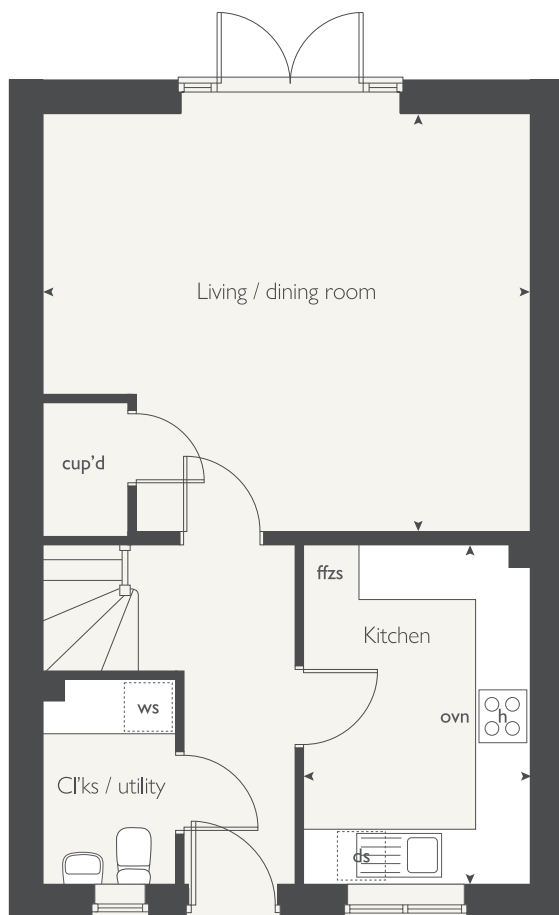 Living / dining room
cup'd
ffzs
Kitchen
ws
ovn
h
Cl'ks / utility
ds